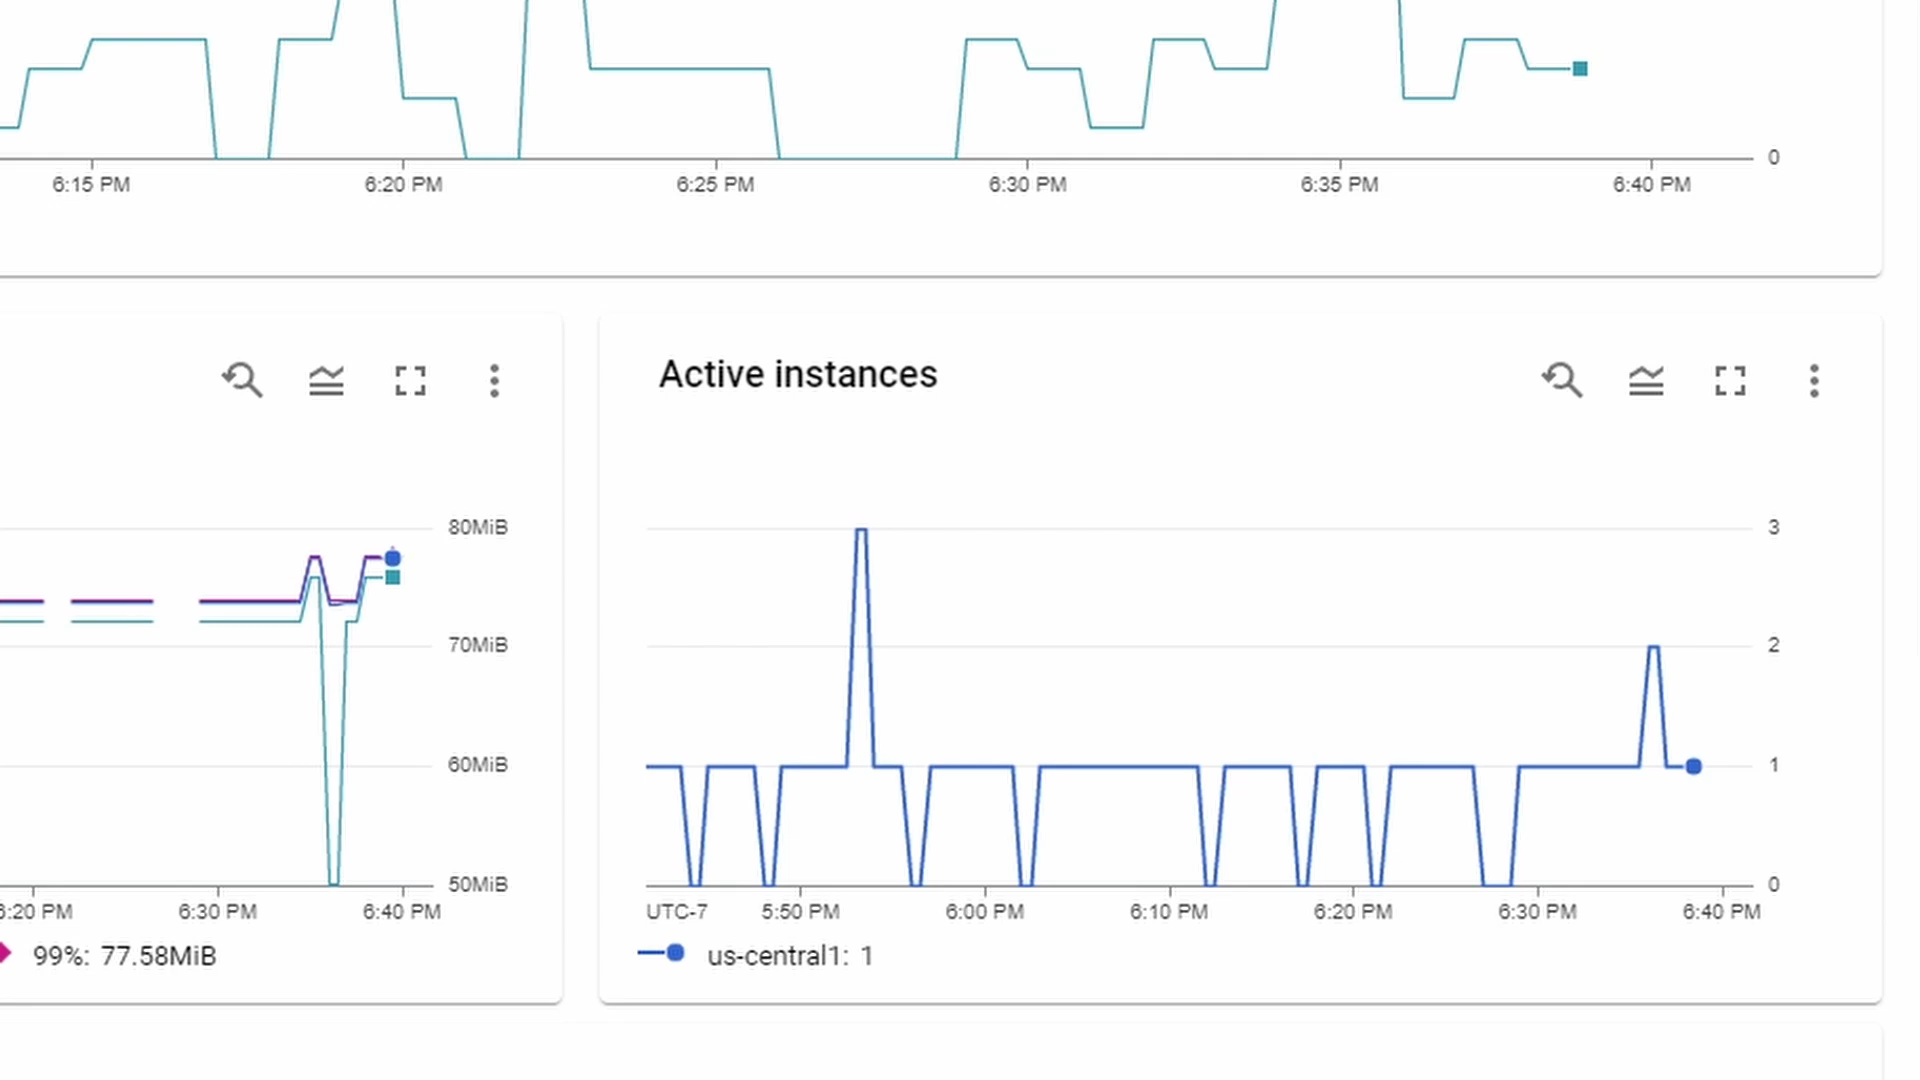 0
6:15 PM 6:20 PM 6:25 PM 6:30 PM 6:35 PM 6:40 PM
80MiB
70MiB
60MiB
50MiB
6:20 PM 6:30 PM 6:40 PM
99%: 77.58MiB
Active instances
3
2
1
0
UTC-7 5:50 PM 6:00 PM 6:10 PM 6:20 PM 6:30 PM 6:40 PM
us-central1: 1